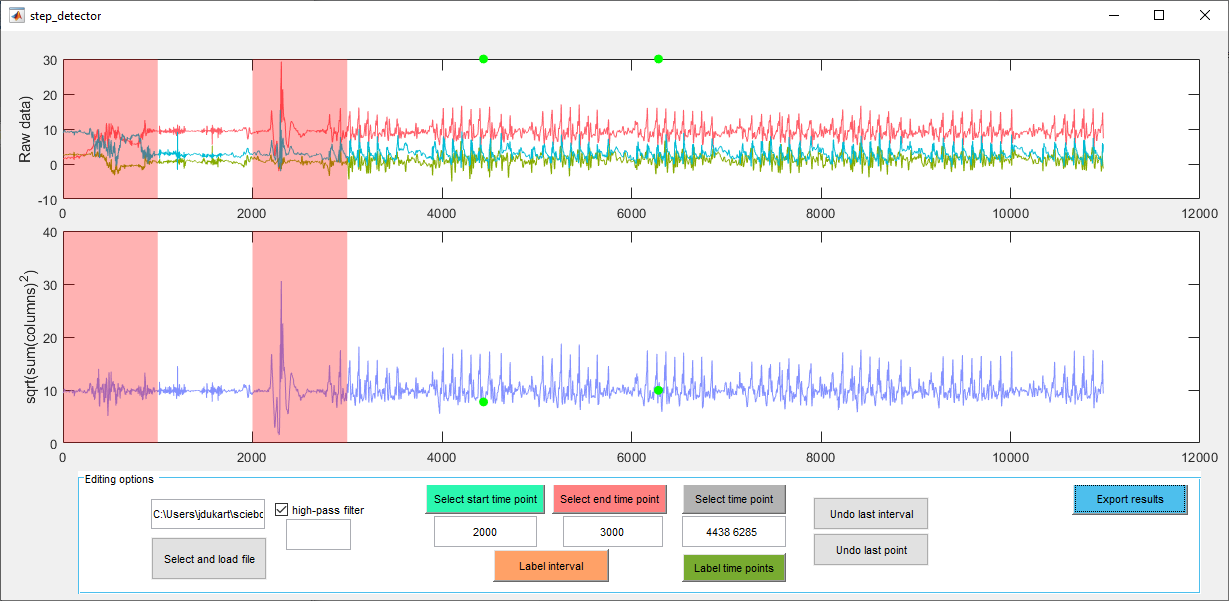 step_detector
Raw data)
30
20
10
0
-10
0 2000 4000 6000 8000 10000 12000
sqrt(sum(columns)²)
40
30
20
10
0
0 2000 4000 6000 8000 10000 12000
Editing options
C:\Users\jdukart\sciebo
high-pass filter
Select and load file
Select start time point
Select end time point
Select time point
2000
3000
4438 6285
Label interval
Label time points
Undo last interval
Undo last point
Export results